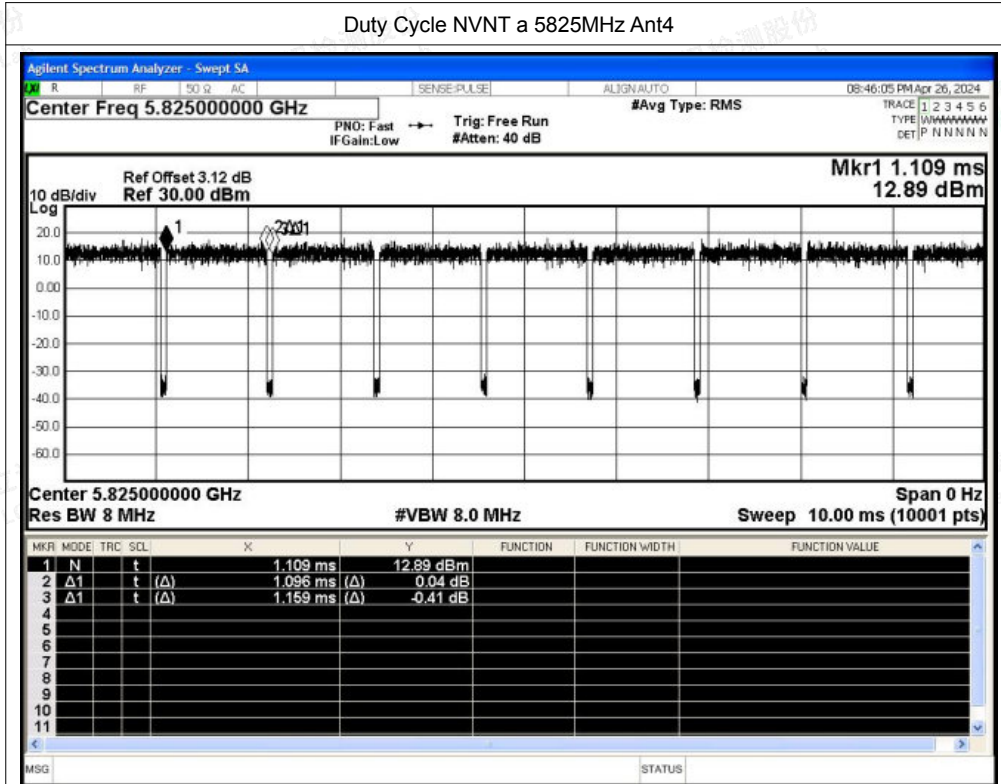 Duty Cycle NVNT a 5825MHz Ant4
Agilent Spectrum Analyzer - Swept SA
R RF 50 Ω AC SENSE:PULSE ALIGNAUTO 08:46:05 PM Apr 26, 2024
Center Freq 5.825000000 GHz #Avg Type: RMS TRACE 1 2 3 4 5 6
PNO: Fast Trig: Free Run TYPE
IFGain:Low #Atten: 40 dB DET P N N N N N
Mkr1 1.109 ms
Ref Offset 3.12 dB
10 dB/div Ref 30.00 dBm 12.89 dBm
Log
1
20.0
10.0
0.00
-10.0
-20.0
-30.0
-40.0
-50.0
-60.0
Center 5.825000000 GHz Span 0 Hz
Res BW 8 MHz #VBW 8.0 MHz Sweep 10.00 ms (10001 pts)
MKR MODE TRC SCL X Y FUNCTION FUNCTION WIDTH FUNCTION VALUE
1 N t 1.109 ms 12.89 dBm
2 Δ1 t (Δ) 1.096 ms (Δ) 0.04 dB
3 Δ1 t (Δ) 1.159 ms (Δ) -0.41 dB
4
5
6
7
8
9
10
11
MSG STATUS